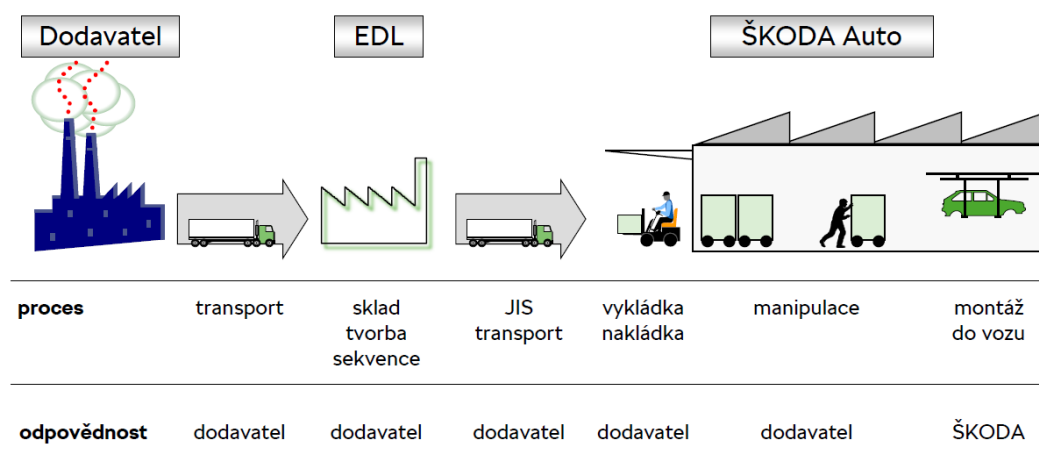 Dodavatel EDL ŠKODA Auto
proces transport sklad JIS vykládka manipulace montáž
tvorba transport nakládka do vozu
sekvence
odpovědnost dodavatel dodavatel dodavatel dodavatel dodavatel ŠKODA